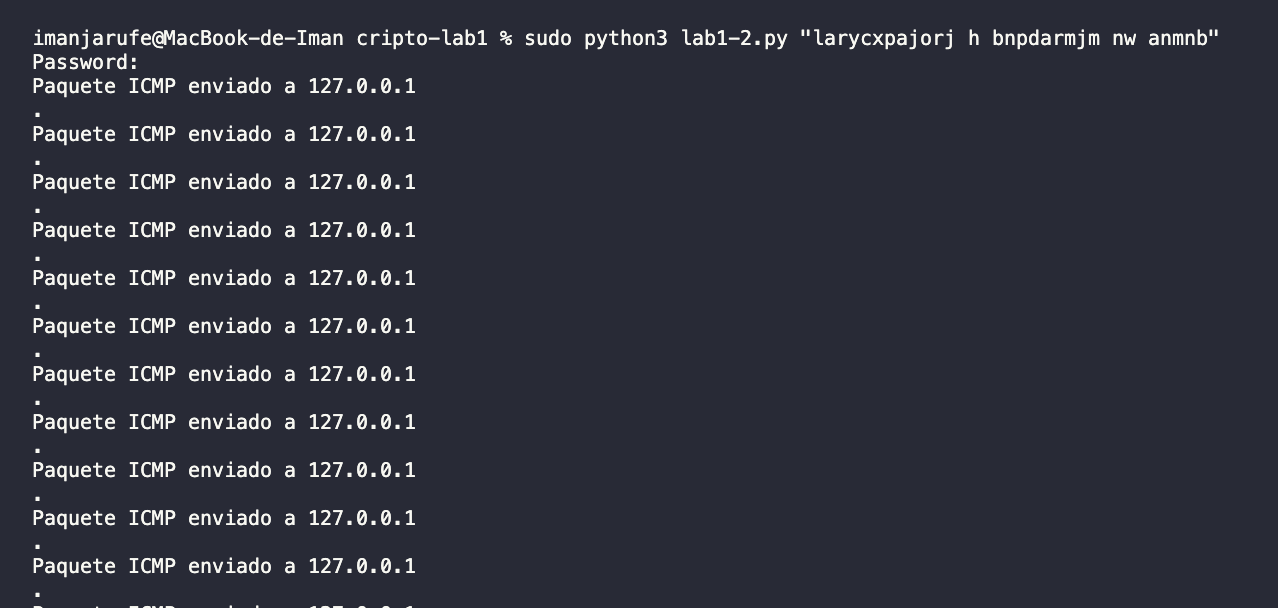 imanjarufe@MacBook-de-Iman cripto-lab1 % sudo python3 lab1-2.py "larycxpajorj h bnpdarmjm nw anmnb"
Password:
Paquete ICMP enviado a 127.0.0.1
.
Paquete ICMP enviado a 127.0.0.1
.
Paquete ICMP enviado a 127.0.0.1
.
Paquete ICMP enviado a 127.0.0.1
.
Paquete ICMP enviado a 127.0.0.1
.
Paquete ICMP enviado a 127.0.0.1
.
Paquete ICMP enviado a 127.0.0.1
.
Paquete ICMP enviado a 127.0.0.1
.
Paquete ICMP enviado a 127.0.0.1
.
Paquete ICMP enviado a 127.0.0.1
.
Paquete ICMP enviado a 127.0.0.1
.